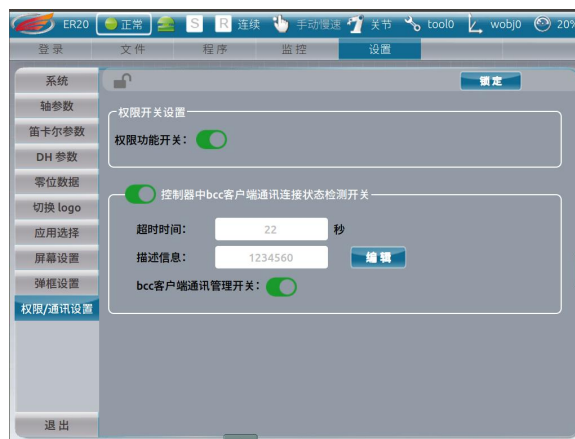 ER20 正常 S R 连续 手动慢速 关节 tool0 wobj0 20%
登录 文件 程序 监控 设置
系统
轴参数
笛卡尔参数
DH 参数
零位数据
切换 logo
应用选择
屏幕设置
弹框设置
权限/通讯设置
退出
锁定
权限开关设置
权限功能开关：
控制器中bcc客户端通讯连接状态检测开关
超时时间： 22 秒
描述信息： 1234560 编辑
bcc客户端通讯管理开关：